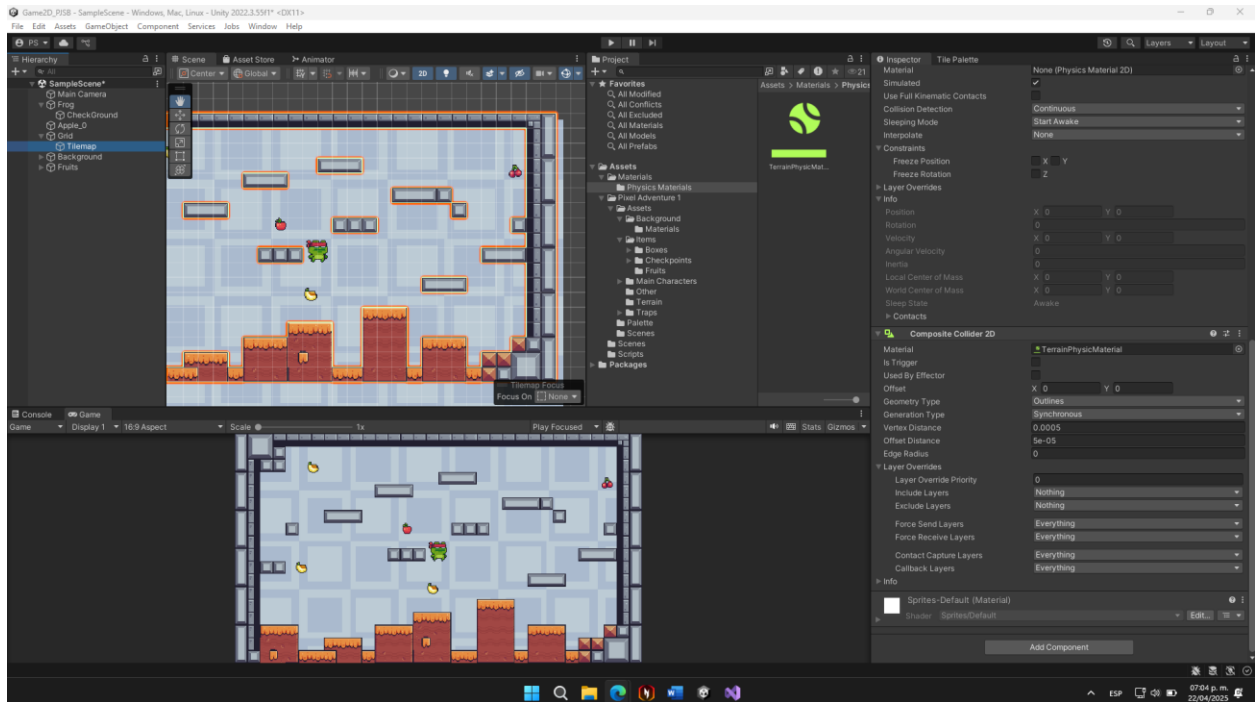 Game2D_PJSB - SampleScene - Windows, Mac, Linux - Unity 2022.3.55f1* <DX11>
File Edit Assets GameObject Component Services Jobs Window Help
PS
Layers
Layout
Hierarchy
All
SampleScene*
Main Camera
Frog
CheckGround
Apple_0
Grid
Tilemap
Background
Fruits
Scene
Asset Store
Animator
Center
Global
2D
Tilemap Focus
Focus On
None
Project
21
Favorites
All Modified
All Conflicts
All Excluded
All Materials
All Models
All Prefabs
Assets
Materials
Physics Materials
Pixel Adventure 1
Assets
Background
Materials
Items
Boxes
Checkpoints
Fruits
Main Characters
Other
Terrain
Traps
Palette
Scenes
Scenes
Scripts
Packages
Assets > Materials > Physics
TerrainPhysicMat...
Console
Game
Game
Display 1
16:9 Aspect
Scale
1x
Play Focused
Stats
Gizmos
Inspector
Tile Palette
Material None (Physics Material 2D)
Simulated
Use Full Kinematic Contacts
Collision Detection Continuous
Sleeping Mode Start Awake
Interpolate None
Constraints
Freeze Position X Y
Freeze Rotation Z
Layer Overrides
Info
Position X 0 Y 0
Rotation 0
Velocity X 0 Y 0
Angular Velocity 0
Inertia 0
Local Center of Mass X 0 Y 0
World Center of Mass X 0 Y 0
Sleep State Awake
Contacts
Composite Collider 2D
Material TerrainPhysicMaterial
Is Trigger
Used By Effector
Offset X 0 Y 0
Geometry Type Outlines
Generation Type Synchronous
Vertex Distance 0.0005
Offset Distance 5e-05
Edge Radius 0
Layer Overrides
Layer Override Priority 0
Include Layers Nothing
Exclude Layers Nothing
Force Send Layers Everything
Force Receive Layers Everything
Contact Capture Layers Everything
Callback Layers Everything
Info
Sprites-Default (Material)
Shader Sprites/Default
Edit...
Add Component
ESP
07:04 p. m.
22/04/2025